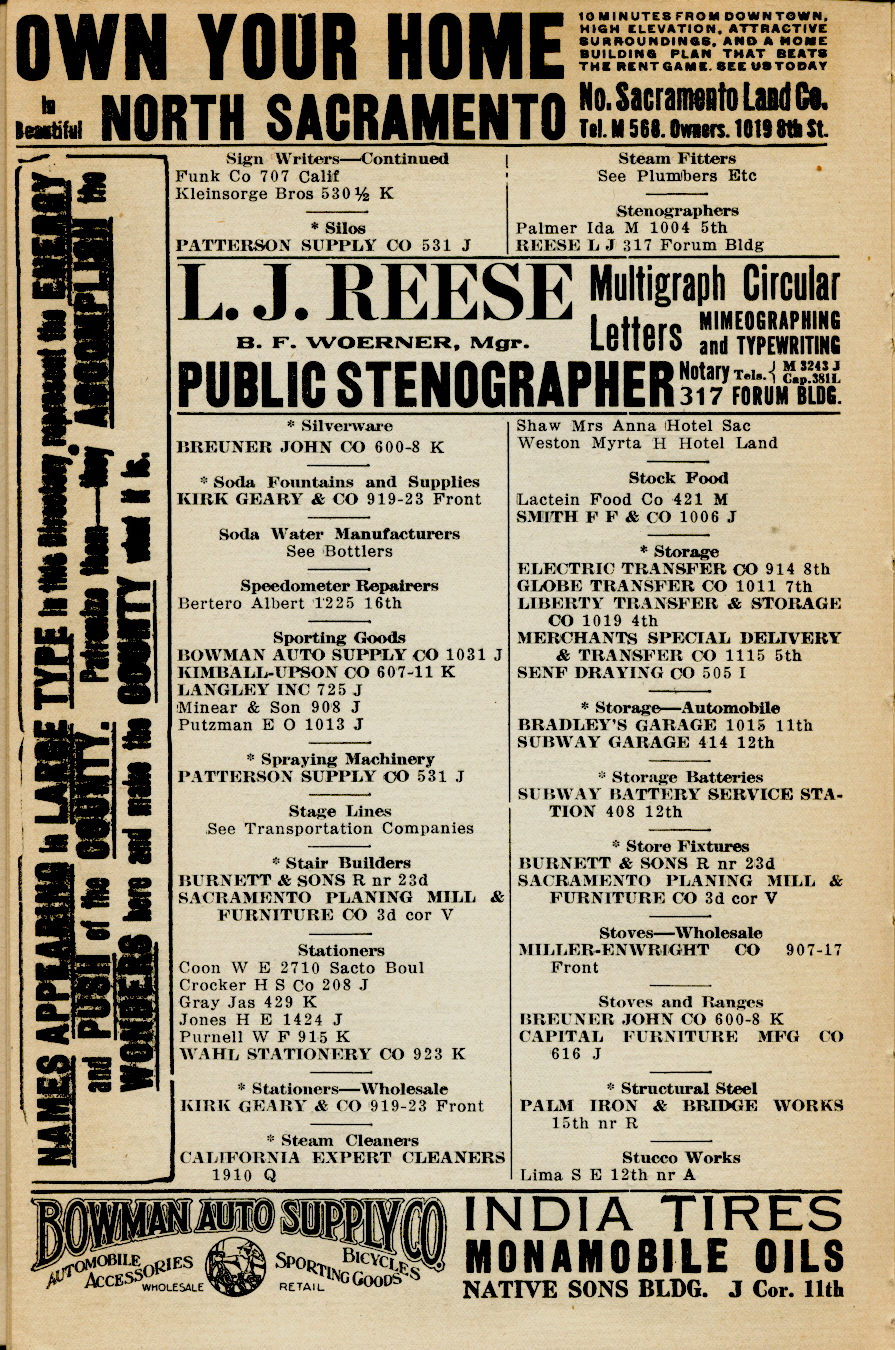 OWN YOUR HOME
In Beautiful NORTH SACRAMENTO
10 MINUTES FROM DOWNTOWN,
HIGH ELEVATION, ATTRACTIVE
SURROUNDINGS, AND A HOME
BUILDING PLAN THAT BEATS
THE RENT GAME. SEE US TODAY
No. Sacramento Land Co.
Tel. M 568. Owners. 1019 8th St.
NAMES APPEARING in LARGE TYPE in this Directory represent the ENERGY
and PUSH of the COUNTY. Patronize them—they ACCOMPLISH the
WONDERS here and make the COUNTY what it is.
Sign Writers—Continued
Funk Co 707 Calif
Kleinsorge Bros 530½ K
* Silos
PATTERSON SUPPLY CO 531 J
Steam Fitters
See Plumbers Etc
Stenographers
Palmer Ida M 1004 5th
REESE L J 317 Forum Bldg
L. J. REESE
B. F. WOERNER, Mgr.
Multigraph Circular
Letters MIMEOGRAPHING
and TYPEWRITING
PUBLIC STENOGRAPHER
Notary Tels. { M 3243 J
Cap. 381L
317 FORUM BLDG.
* Silverware
BREUNER JOHN CO 600-8 K
* Soda Fountains and Supplies
KIRK GEARY & CO 919-23 Front
Soda Water Manufacturers
See Bottlers
Speedometer Repairers
Bertero Albert 1225 16th
Sporting Goods
BOWMAN AUTO SUPPLY CO 1031 J
KIMBALL-UPSON CO 607-11 K
LANGLEY INC 725 J
Minear & Son 908 J
Putzman E O 1013 J
* Spraying Machinery
PATTERSON SUPPLY CO 531 J
Stage Lines
See Transportation Companies
* Stair Builders
BURNETT & SONS R nr 23d
SACRAMENTO PLANING MILL &
FURNITURE CO 3d cor V
Stationers
Coon W E 2710 Sacto Boul
Crocker H S Co 208 J
Gray Jas 429 K
Jones H E 1424 J
Purnell W F 915 K
WAHL STATIONERY CO 923 K
* Stationers—Wholesale
KIRK GEARY & CO 919-23 Front
* Steam Cleaners
CALIFORNIA EXPERT CLEANERS
1910 Q
Shaw Mrs Anna Hotel Sac
Weston Myrta H Hotel Land
Stock Food
Lactein Food Co 421 M
SMITH F F & CO 1006 J
* Storage
ELECTRIC TRANSFER CO 914 8th
GLOBE TRANSFER CO 1011 7th
LIBERTY TRANSFER & STORAGE
CO 1019 4th
MERCHANTS SPECIAL DELIVERY
& TRANSFER CO 1115 5th
SENF DRAYING CO 505 I
* Storage—Automobile
BRADLEY'S GARAGE 1015 11th
SUBWAY GARAGE 414 12th
* Storage Batteries
SUBWAY BATTERY SERVICE STA-
TION 408 12th
* Store Fixtures
BURNETT & SONS R nr 23d
SACRAMENTO PLANING MILL &
FURNITURE CO 3d cor V
Stoves—Wholesale
MILLER-ENWRIGHT CO 907-17
Front
Stoves and Ranges
BREUNER JOHN CO 600-8 K
CAPITAL FURNITURE MFG CO
616 J
* Structural Steel
PALM IRON & BRIDGE WORKS
15th nr R
Stucco Works
Lima S E 12th nr A
BOWMAN AUTO SUPPLY CO.
AUTOMOBILE ACCESSORIES
SPORTING GOODS BICYCLES
WHOLESALE RETAIL
INDIA TIRES
MONAMOBILE OILS
NATIVE SONS BLDG. J Cor. 11th